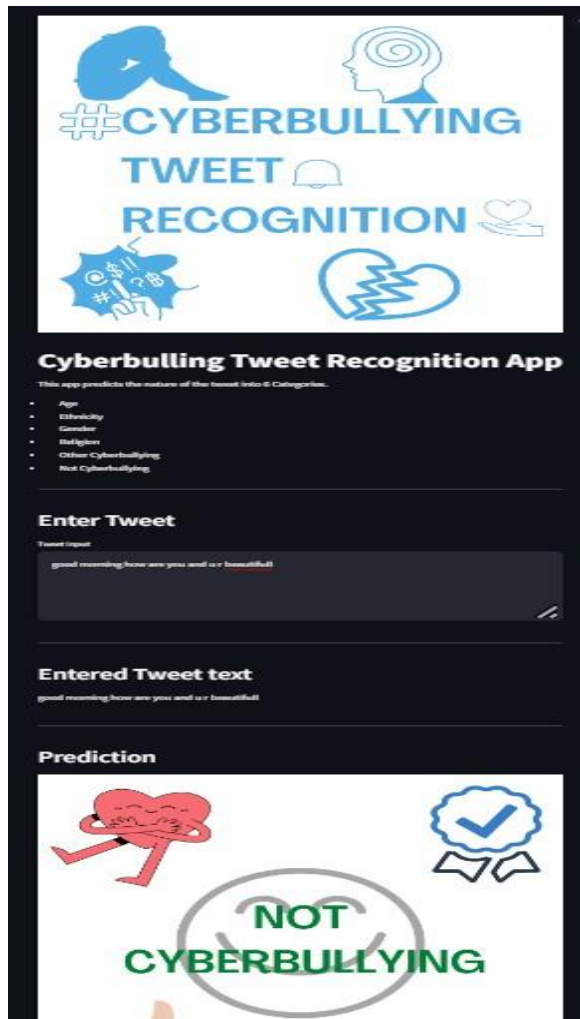 #CYBERBULLYING
TWEET
RECOGNITION
@$!!
#!?B
Cyberbulling Tweet Recognition App
This app predicts the nature of the tweet into 6 Categories.
Age
Ethnicity
Gender
Religion
Other Cyberbullying
Not Cyberbullying
Enter Tweet
Tweet input
good morning how are you and u r beautifull
Entered Tweet text
good morning how are you and u r beautifull
Prediction
NOT
CYBERBULLYING